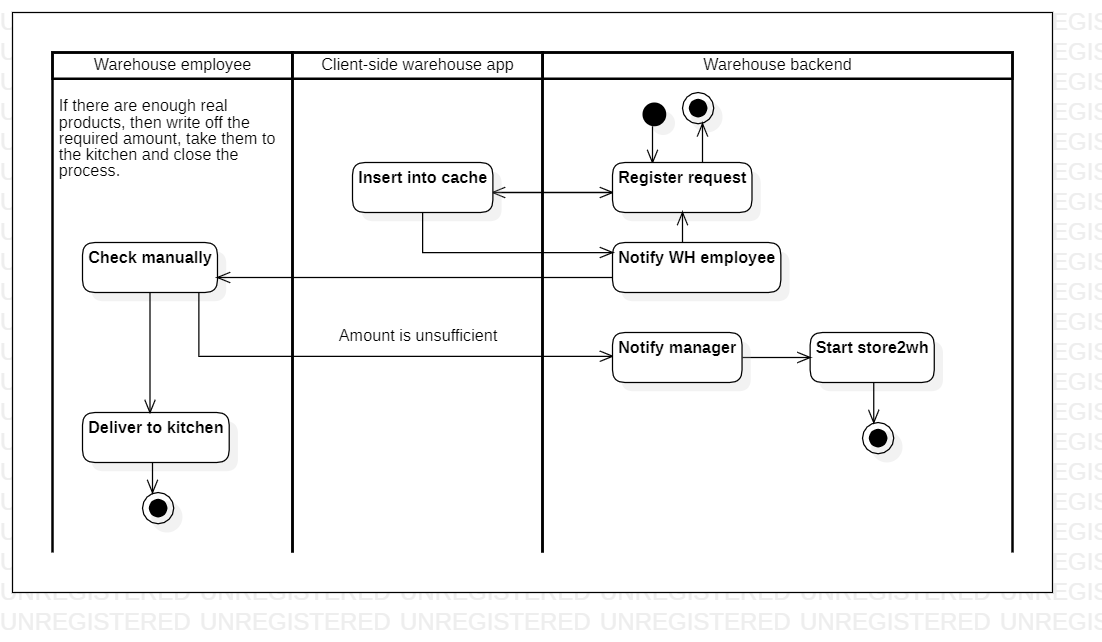 Warehouse employee
Client-side warehouse app
Warehouse backend
If there are enough real
products, then write off the
required amount, take them to
the kitchen and close the
process.
Insert into cache
Register request
Check manually
Notify WH employee
Amount is unsufficient
Notify manager
Start store2wh
Deliver to kitchen
UNREGISTERED UNREGISTERED UNREGISTERED UNREGISTERED UNREGISTERED UNREGIS